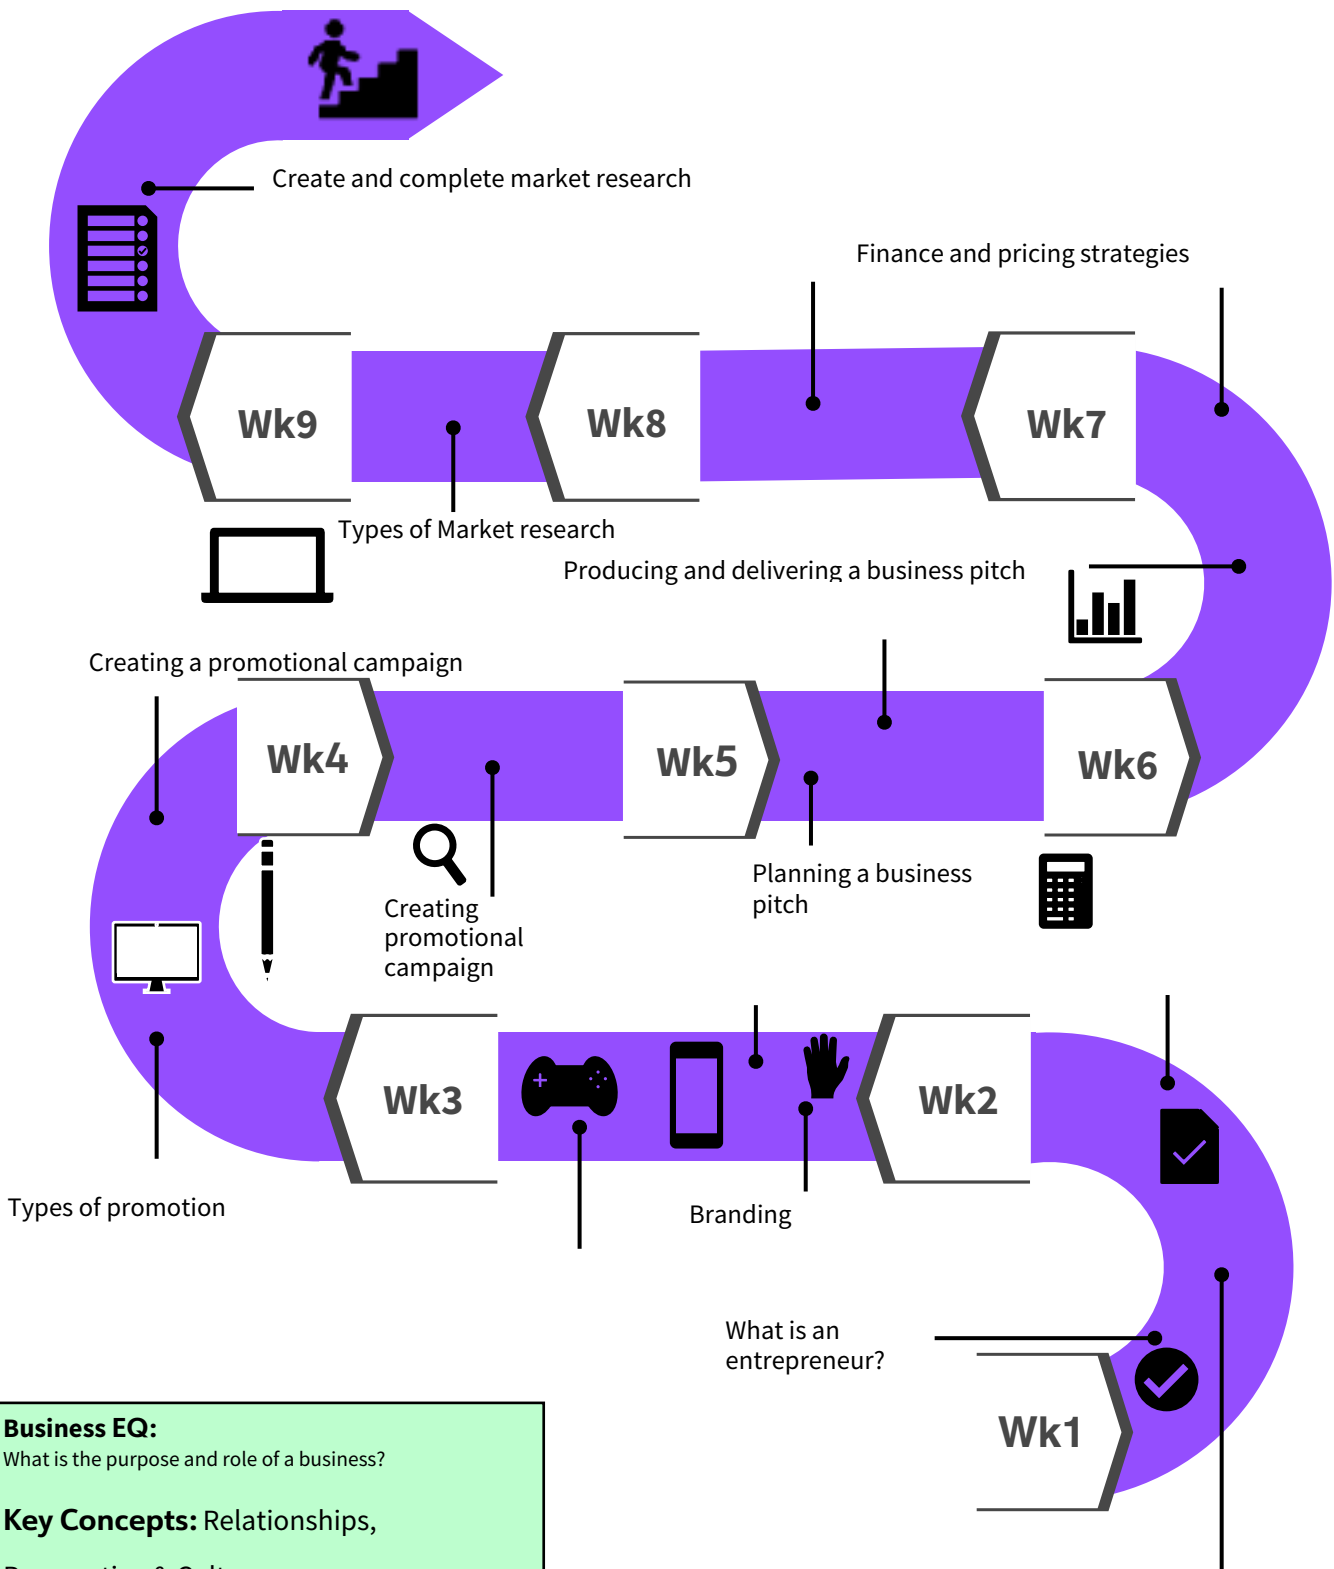 Create and complete market research
Finance and pricing strategies
Wk9
Wk8
Wk7
Types of Market research
Producing and delivering a business pitch
Creating a promotional campaign
Wk4
Wk5
Wk6
Planning a business
pitch
Creating
promotional
campaign
Wk3
Wk2
Types of promotion
Branding
What is an
entrepreneur?
Wk1
Business EQ:
What is the purpose and role of a business?
Key Concepts: Relationships,